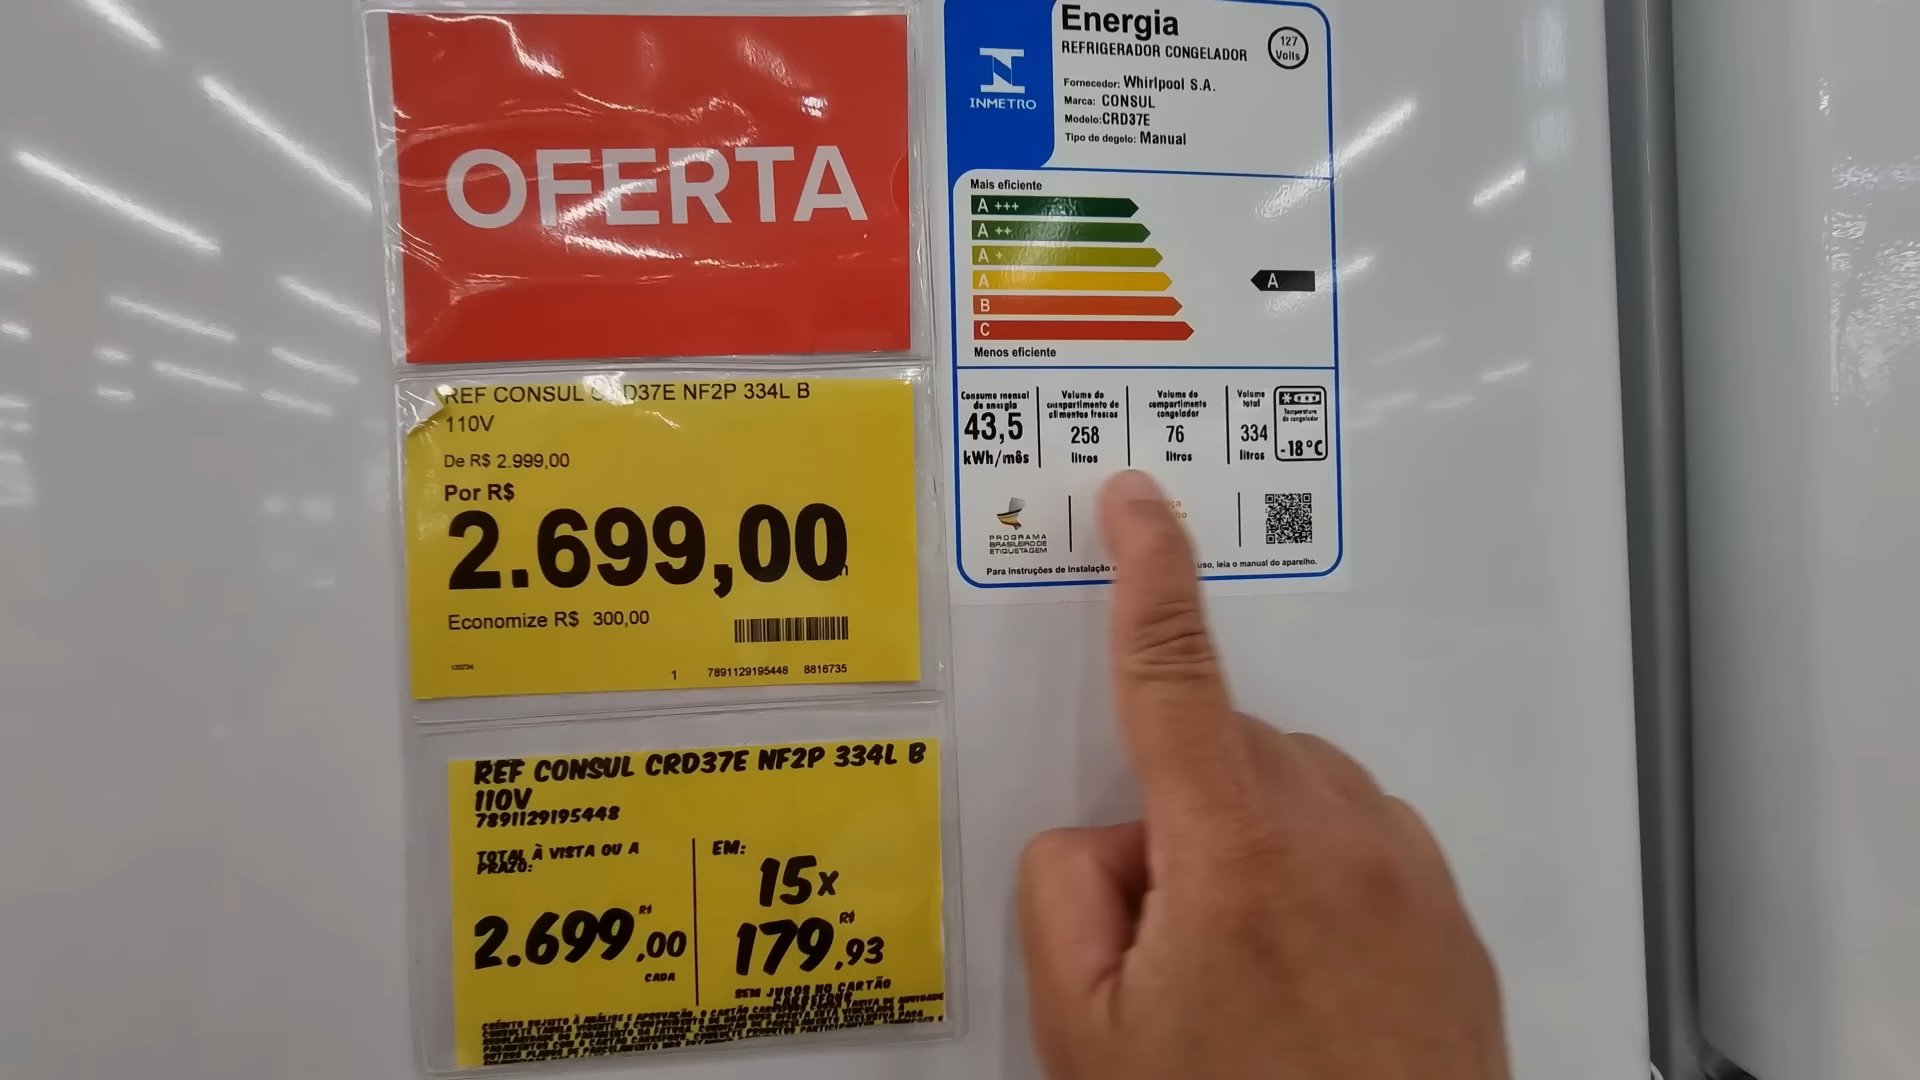 OFERTA
REF CONSUL CRD37E NF2P 334L B
110V
De R$ 2.999,00
Por R$
2.699,00
Economize R$ 300,00
1 7891129195448 8816735
REF CONSUL CRD37E NF2P 334L B
110V
7891129195448
TOTAL À VISTA OU A
PRAZO:
R$
2.699,00
CADA
EM:
15x
R$
179,93
SEM JUROS NO CARTÃO
CARREFOUR
Energia
REFRIGERADOR CONGELADOR
127
Volts
INMETRO
Fornecedor: Whirlpool S.A.
Marca: CONSUL
Modelo:CRD37E
Tipo de degelo: Manual
Mais eficiente
A +++
A ++
A +
A
A
B
C
Menos eficiente
Consumo mensal
de energia
43,5
kWh/mês
Volume do
compartimento de
alimentos frescos
258
litros
Volume do
compartimento
congelador
76
litros
Volume
total
334
litros
Temperatura
do congelador
-18°C
PROGRAMA
BRASILEIRO DE
ETIQUETAGEM
Para instruções de instalação uso, leia o manual do aparelho.